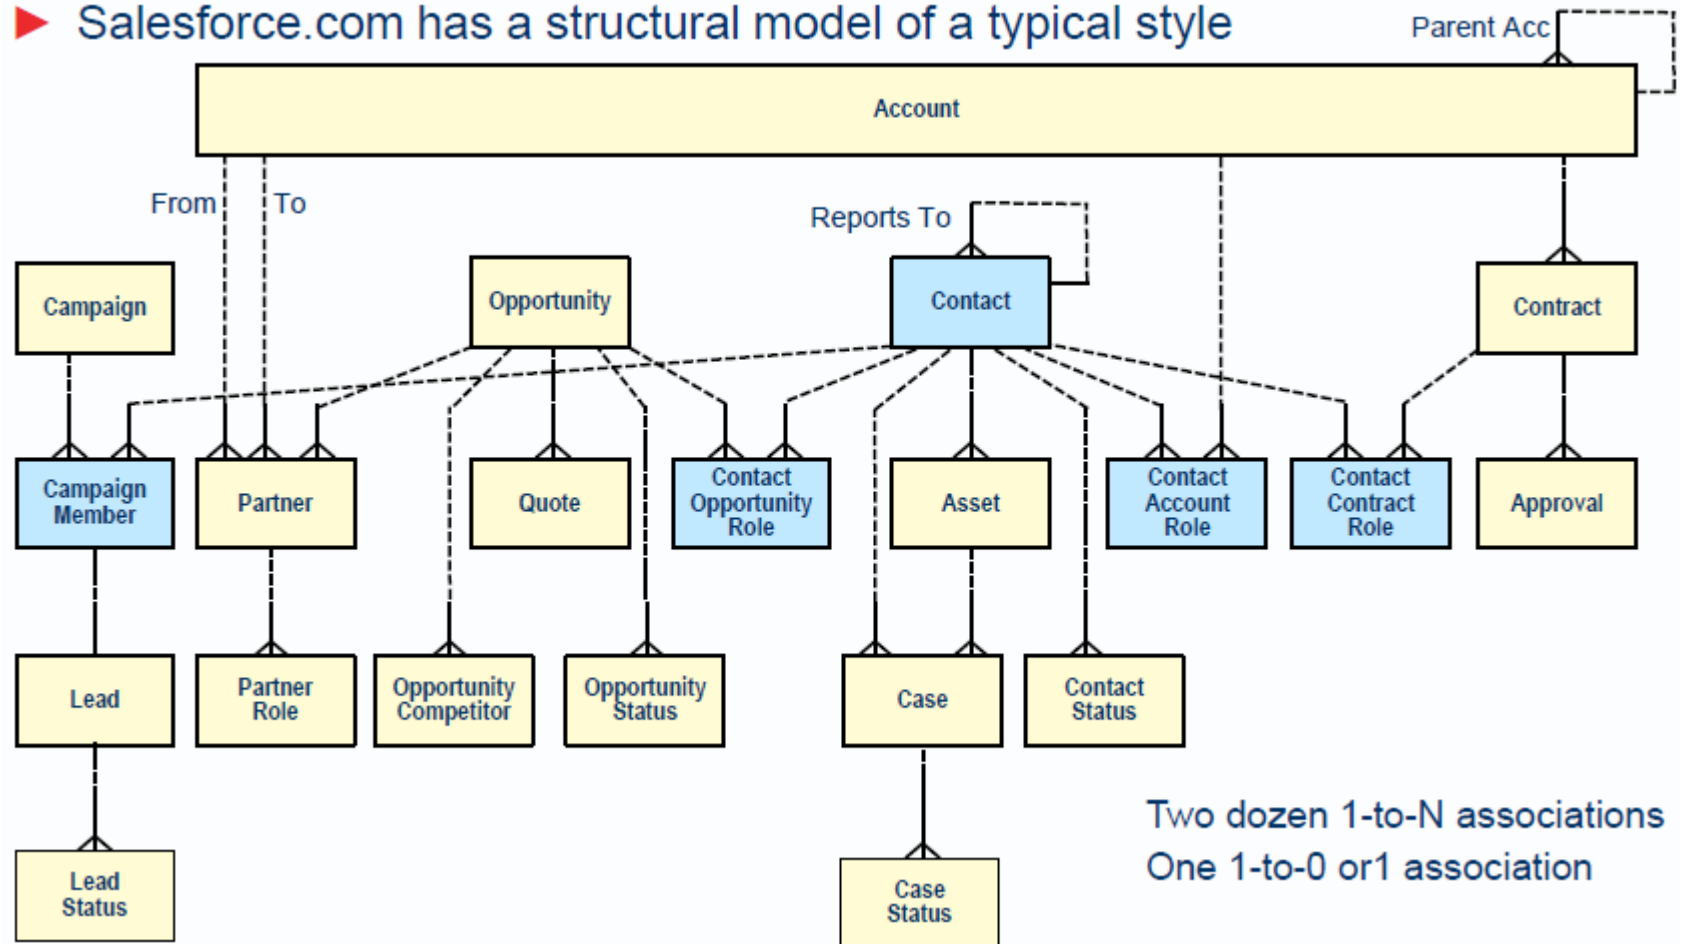 Salesforce.com has a structural model of a typical style
Parent Acc
Account
From
To
Reports To
Campaign
Opportunity
Contact
Contract
Campaign
Member
Partner
Quote
Contact
Opportunity
Role
Asset
Contact
Account
Role
Contact
Contract
Role
Approval
Lead
Partner
Role
Opportunity
Competitor
Opportunity
Status
Case
Contact
Status
Two dozen 1-to-N associations
One 1-to-0 or1 association
Lead
Status
Case
Status